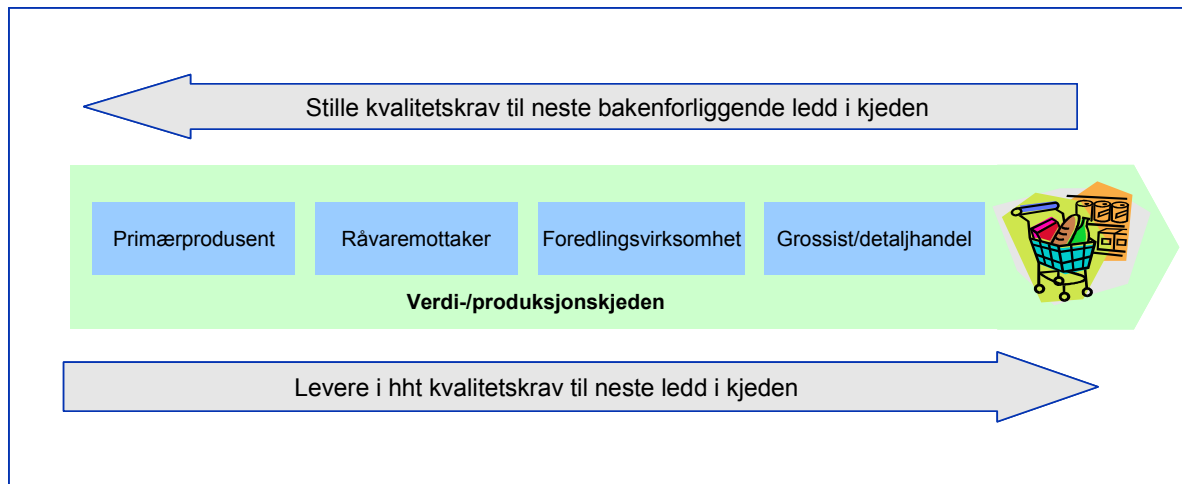 Stille kvalitetskrav til neste bakenforliggende ledd i kjeden
Primærprodusent
Råvaremottaker
Foredlingsvirksomhet
Grossist/detaljhandel
Verdi-/produksjonskjeden
Levere i hht kvalitetskrav til neste ledd i kjeden